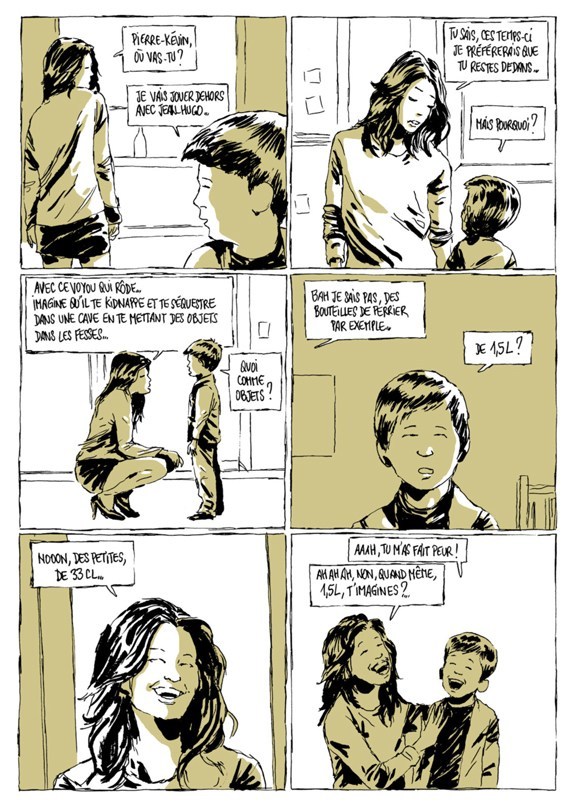 PIERRE-KÉVIN,
OÙ VAS-TU?
JE VAIS JOUER DEHORS
AVEC JEAN-HUGO...
TU SAIS, CES TEMPS-CI
JE PRÉFÉRERAIS QUE
TU RESTES DEDANS...
MAIS POURQUOI?
AVEC CE VOYOU QUI RÔDE...
IMAGINE QU'IL TE KIDNAPPE ET TE SÉQUESTRE
DANS UNE CAVE EN TE METTANT DES OBJETS
DANS LES FESSES...
QUOI
COMME
OBJETS?
BAH JE SAIS PAS, DES
BOUTEILLES DE PERRIER
PAR EXEMPLE...
DE 1,5L?
NOOON, DES PETITES,
DE 33 CL...
AAAH, TU M'AS FAIT PEUR!
AH AH AH, NON, QUAND MÊME,
1,5L, T'IMAGINES?...